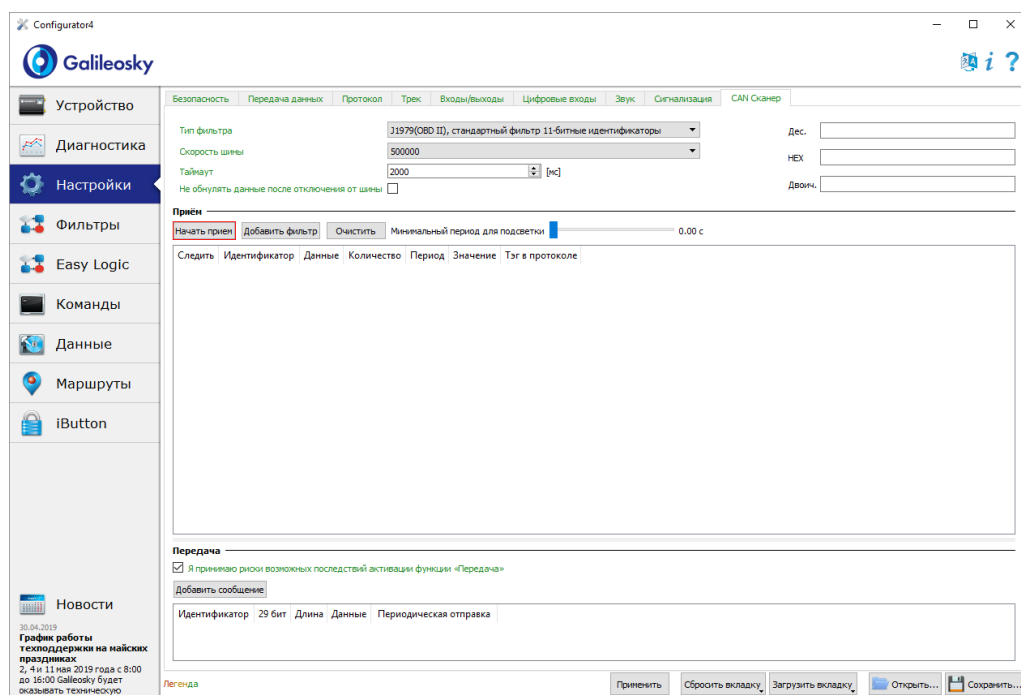 Configurator4
Galileosky
Устройство
Диагностика
Настройки
Фильтры
Easy Logic
Команды
Данные
Маршруты
iButton
Новости
30.04.2019
График работы
техподдержки на майских
праздниках
2, 4 и 11 мая 2019 года с 8:00
до 16:00 Galileosky будет
оказывать техническую
Безопасность Передача данных Протокол Трек Входы/выходы Цифровые входы Звук Сигнализация CAN Сканер
Тип фильтра J1979(OBD II), стандартный фильтр 11-битные идентификаторы Дес.
Скорость шины 500000 HEX
Таймаут 2000 [мс]
Двоич.
Не обнулять данные после отключения от шины
Приём
Начать прием Добавить фильтр Очистить Минимальный период для подсветки 0.00 с
Следить Идентификатор Данные Количество Период Значение Тэг в протоколе
Передача
Я принимаю риски возможных последствий активации функции «Передача»
Добавить сообщение
Идентификатор 29 бит Длина Данные Периодическая отправка
Легенда Применить Сбросить вкладку Загрузить вкладку Открыть... Сохранить...